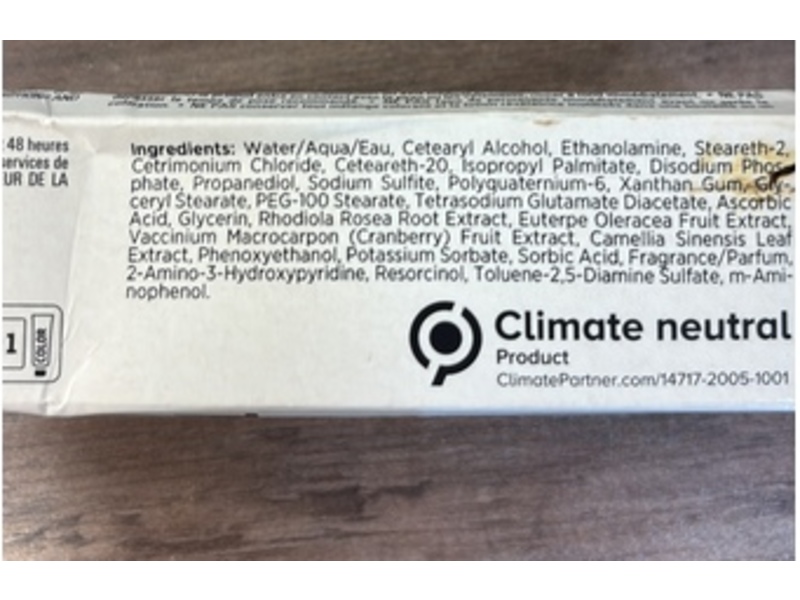 48 heures
services de
UR DE LA
Ingredients: Water/Aqua/Eau, Cetearyl Alcohol, Ethanolamine, Steareth-2,
Cetrimonium Chloride, Ceteareth-20, Isopropyl Palmitate, Disodium Phos-
phate, Propanediol, Sodium Sulfite, Polyquaternium-6, Xanthan Gum, Gly-
ceryl Stearate, PEG-100 Stearate, Tetrasodium Glutamate Diacetate, Ascorbic
Acid, Glycerin, Rhodiola Rosea Root Extract, Euterpe Oleracea Fruit Extract,
Vaccinium Macrocarpon (Cranberry) Fruit Extract, Camellia Sinensis Leaf
Extract, Phenoxyethanol, Potassium Sorbate, Sorbic Acid, Fragrance/Parfum,
2-Amino-3-Hydroxypyridine, Resorcinol, Toluene-2,5-Diamine Sulfate, m-Ami-
nophenol.
1
COLOR
Climate neutral
Product
ClimatePartner.com/14717-2005-1001